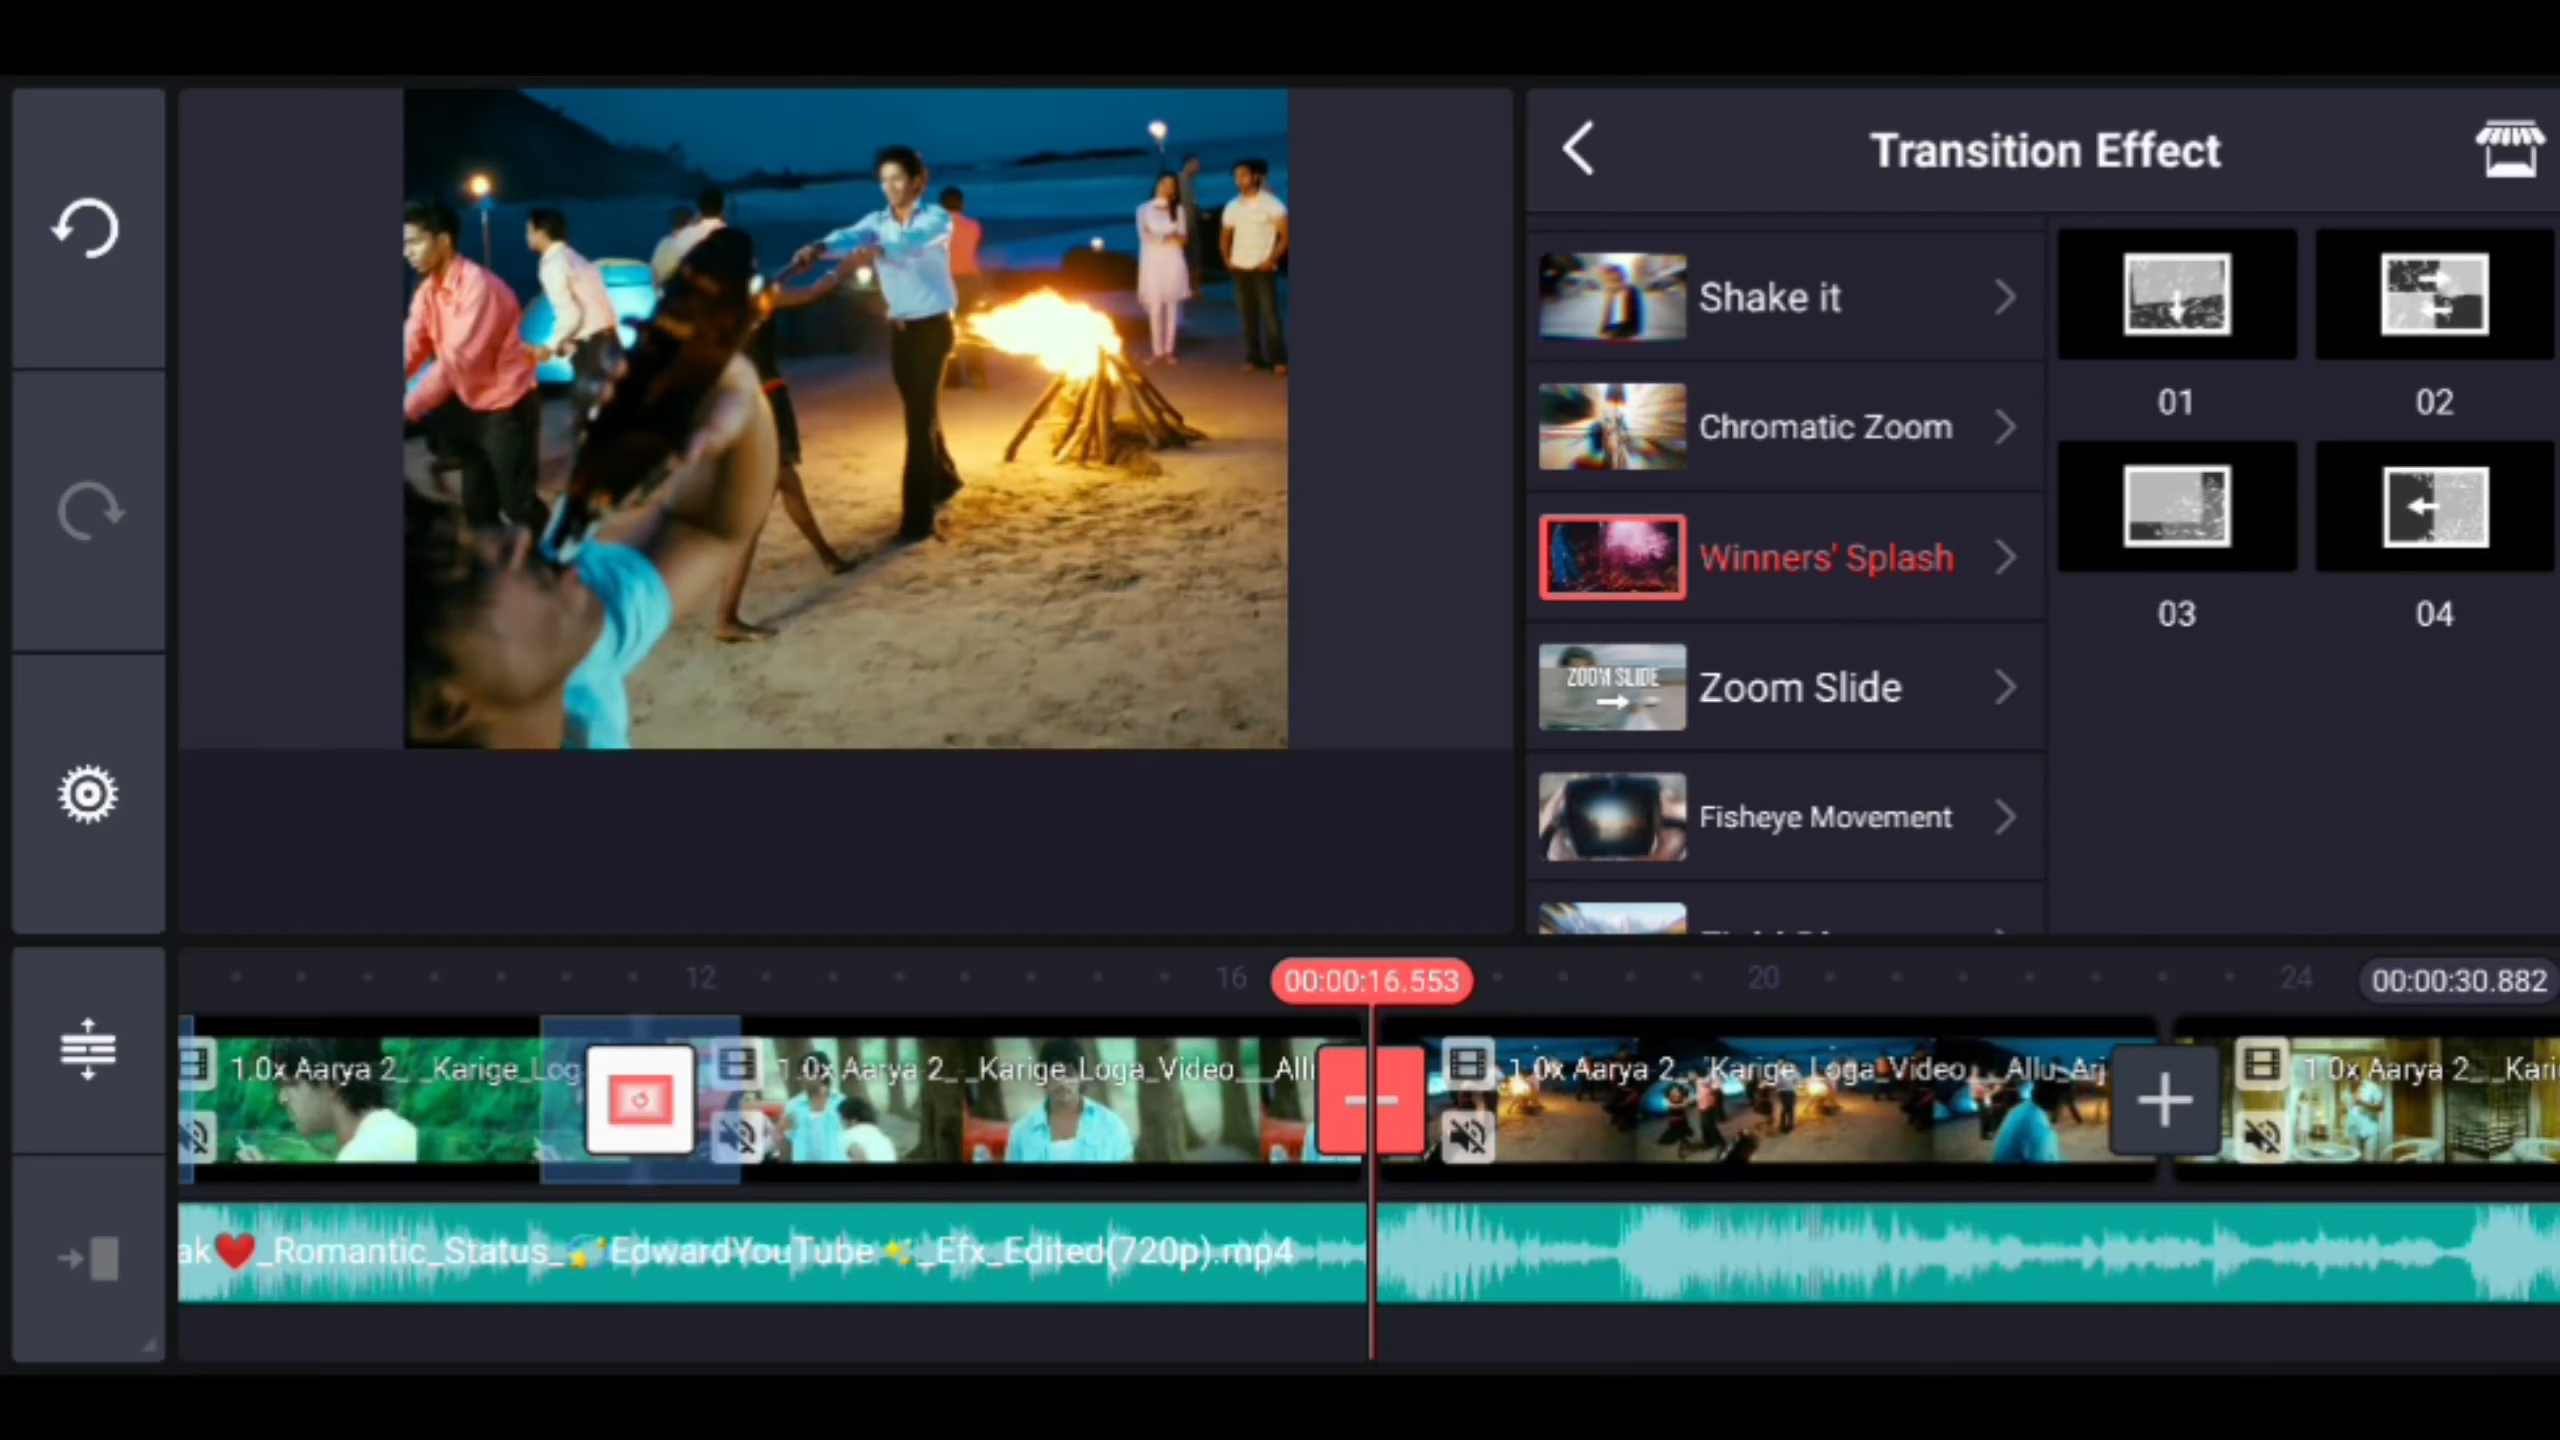 Transition Effect
Shake it
Chromatic Zoom
Winners' Splash
ZOOM SLIDE
Zoom Slide
Fisheye Movement
01
02
03
04
12
16
00:00:16.553
20
24
00:00:30.882
1.0x Aarya 2_ _Karige_Log
1.0x Aarya 2_ _Karige_Loga_Video___Alli
1.0x Aarya 2_ _Karige_Loga_Video___Allu_Arj
1.0x Aarya 2_ _Kari
ak❤️_Romantic_Status_💫EdwardYouTube✨_Efx_Edited(720p).mp4